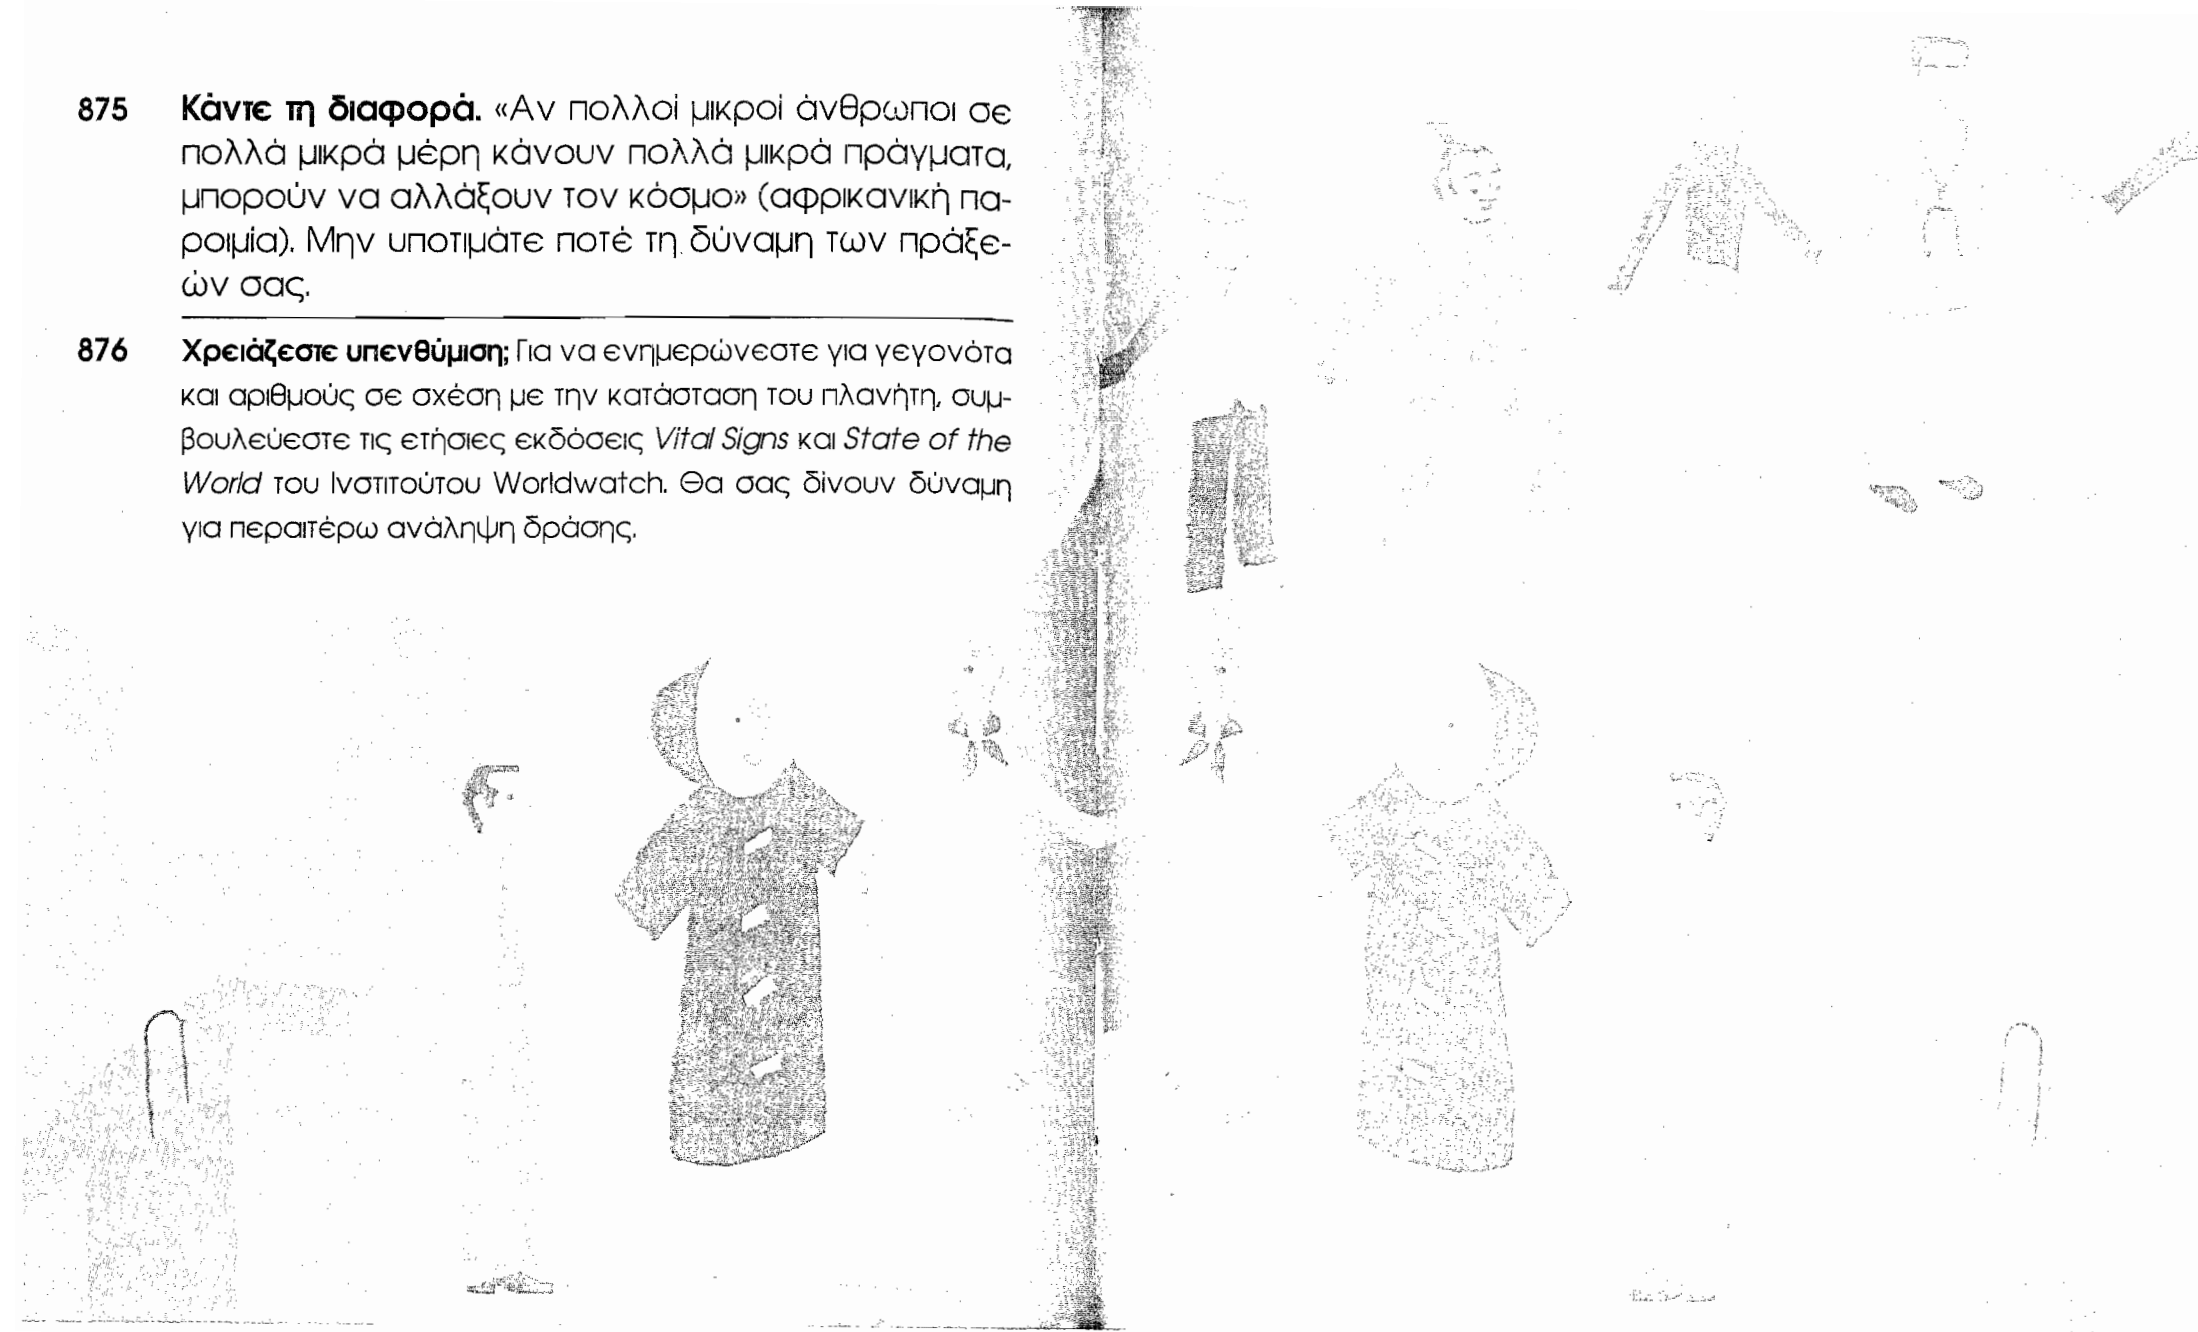 875 Κάντε τη διαφορά. «Αν πολλοί μικροί άνθρωποι σε
πολλά μικρά μέρη κάνουν πολλά μικρά πράγματα,
μπορούν να αλλάξουν τον κόσμο» (αφρικανική πα-
ροιμία). Μην υποτιμάτε ποτέ τη δύναμη των πράξε-
ών σας.
876 Χρειάζεστε υπενθύμιση; Για να ενημερώνεστε για γεγονότα
και αριθμούς σε σχέση με την κατάσταση του πλανήτη, συμ-
βουλεύεστε τις ετήσιες εκδόσεις Vital Signs και State of the
World του Ινστιτούτου Worldwatch. Θα σας δίνουν δύναμη
για περαιτέρω ανάληψη δράσης.